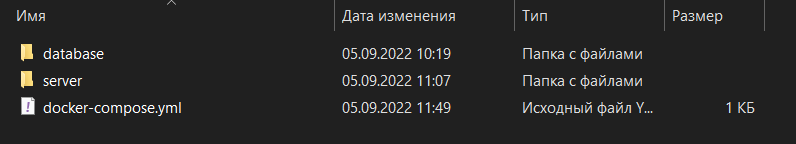 Имя Дата изменения Тип Размер
database 05.09.2022 10:19 Папка с файлами
server 05.09.2022 11:07 Папка с файлами
docker-compose.yml 05.09.2022 11:49 Исходный файл Y... 1 КБ